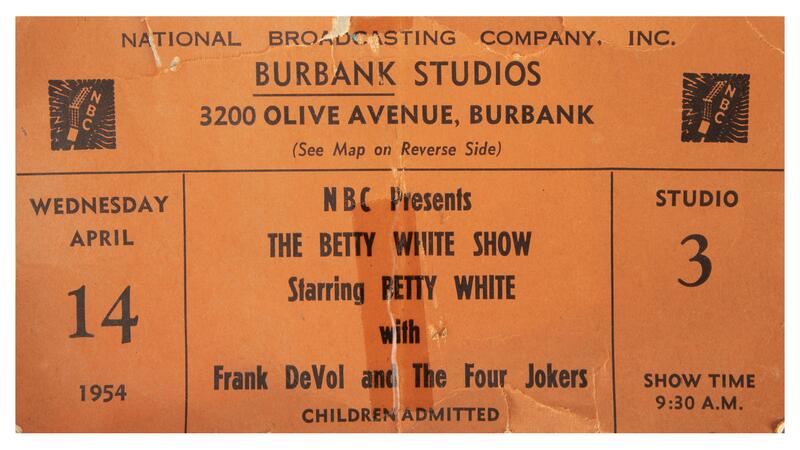 NATIONAL BROADCASTING COMPANY, INC.
BURBANK STUDIOS
3200 OLIVE AVENUE, BURBANK
(See Map on Reverse Side)
NBC
NBC
WEDNESDAY
APRIL
14
1954
NBC Presents
THE BETTY WHITE SHOW
Starring BETTY WHITE
with
Frank DeVol and The Four Jokers
CHILDREN ADMITTED
STUDIO
3
SHOW TIME
9:30 A.M.